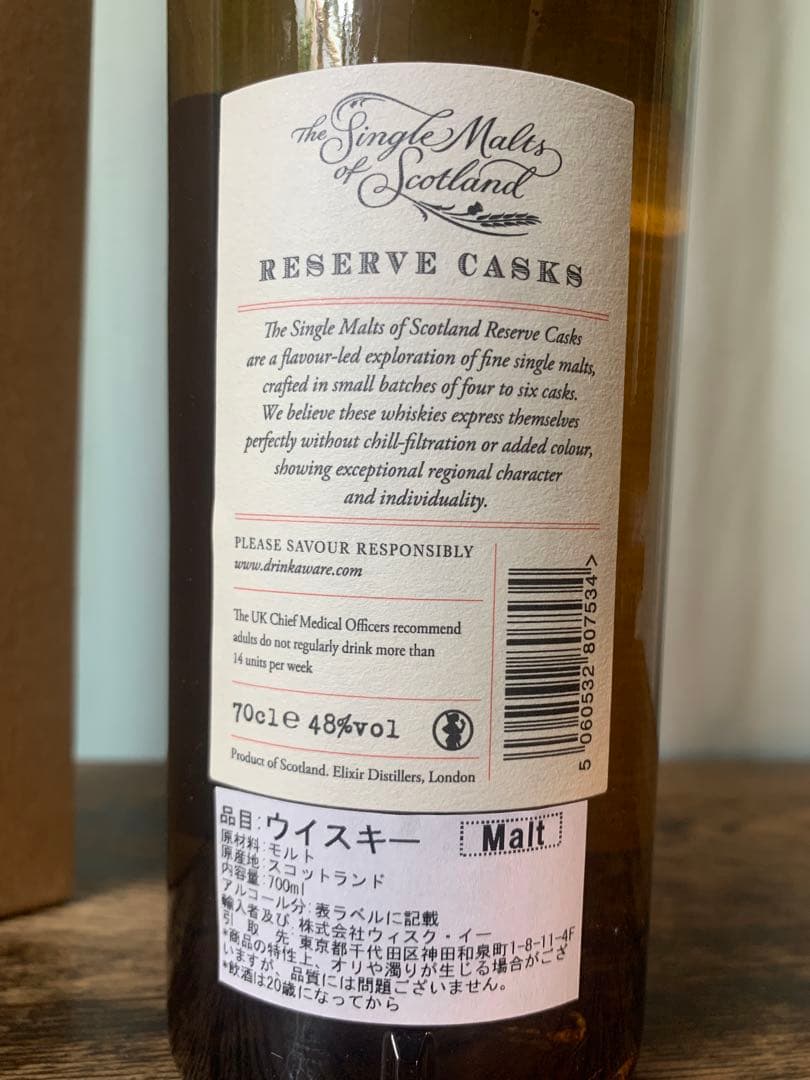 The Single Malts
of Scotland
RESERVE CASKS
The Single Malts of Scotland Reserve Casks
are a flavour-led exploration of fine single malts,
crafted in small batches of four to six casks.
We believe these whiskies express themselves
perfectly without chill-filtration or added colour,
showing exceptional regional character
and individuality.
PLEASE SAVOUR RESPONSIBLY
www.drinkaware.com
The UK Chief Medical Officers recommend
adults do not regularly drink more than
14 units per week
70cl e 48%vol
Product of Scotland. Elixir Distillers, London
5 060532 807534 >
品目:ウイスキー Malt
原材料:モルト
原産地:スコットランド
内容量:700ml
アルコール分:表ラベルに記載
輸入者及び 株式会社ウィスク・イー
引 取 先 東京都千代田区神田和泉町1-8-11-4F
*商品の特性上、オリや濁りが生じる場合がござ
いますが、品質には問題ございません。
*飲酒は20歳になってから